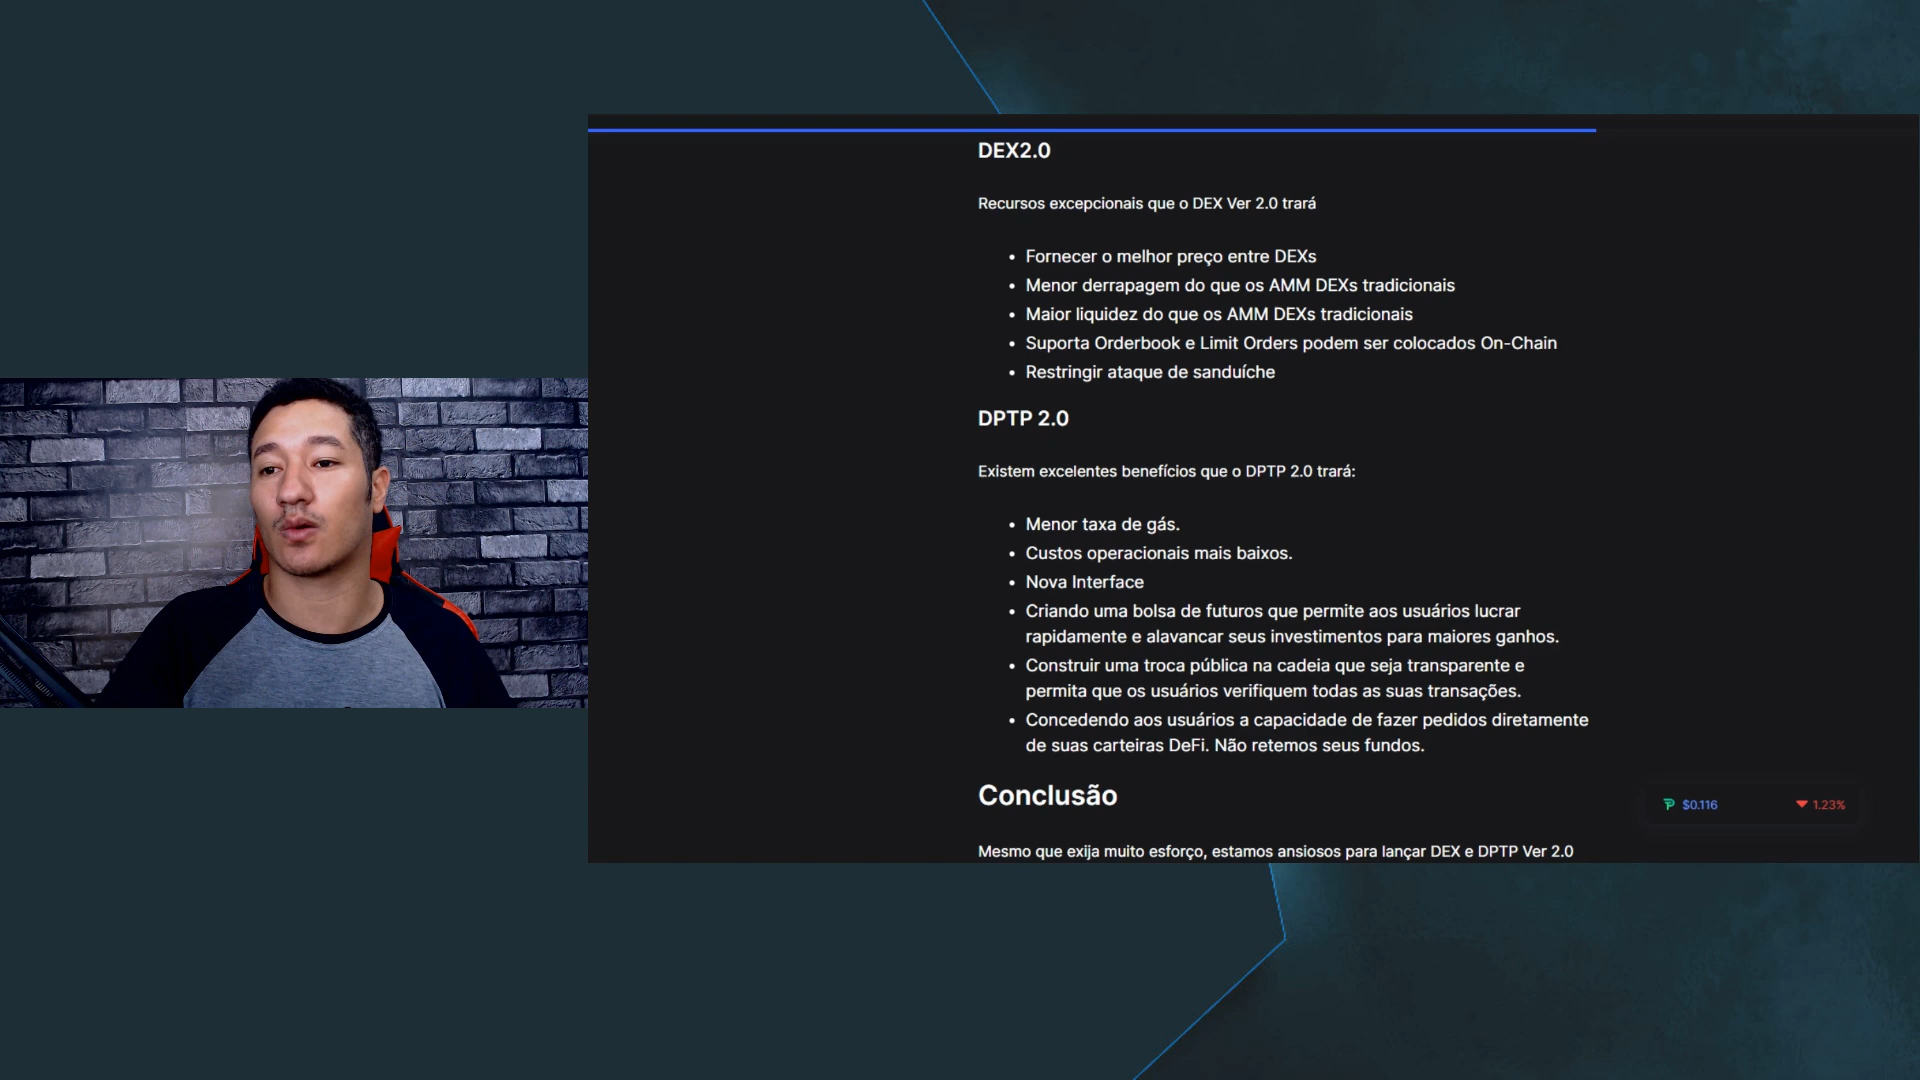 DEX2.0
Recursos excepcionais que o DEX Ver 2.0 trará
• Fornecer o melhor preço entre DEXs
• Menor derrapagem do que os AMM DEXs tradicionais
• Maior liquidez do que os AMM DEXs tradicionais
• Suporta Orderbook e Limit Orders podem ser colocados On-Chain
• Restringir ataque de sanduíche
DPTP 2.0
Existem excelentes benefícios que o DPTP 2.0 trará:
• Menor taxa de gás.
• Custos operacionais mais baixos.
• Nova Interface
• Criando uma bolsa de futuros que permite aos usuários lucrar
rapidamente e alavancar seus investimentos para maiores ganhos.
• Construir uma troca pública na cadeia que seja transparente e
permita que os usuários verifiquem todas as suas transações.
• Concedendo aos usuários a capacidade de fazer pedidos diretamente
de suas carteiras DeFi. Não retemos seus fundos.
Conclusão
$0.116 1.23%
Mesmo que exija muito esforço, estamos ansiosos para lançar DEX e DPTP Ver 2.0